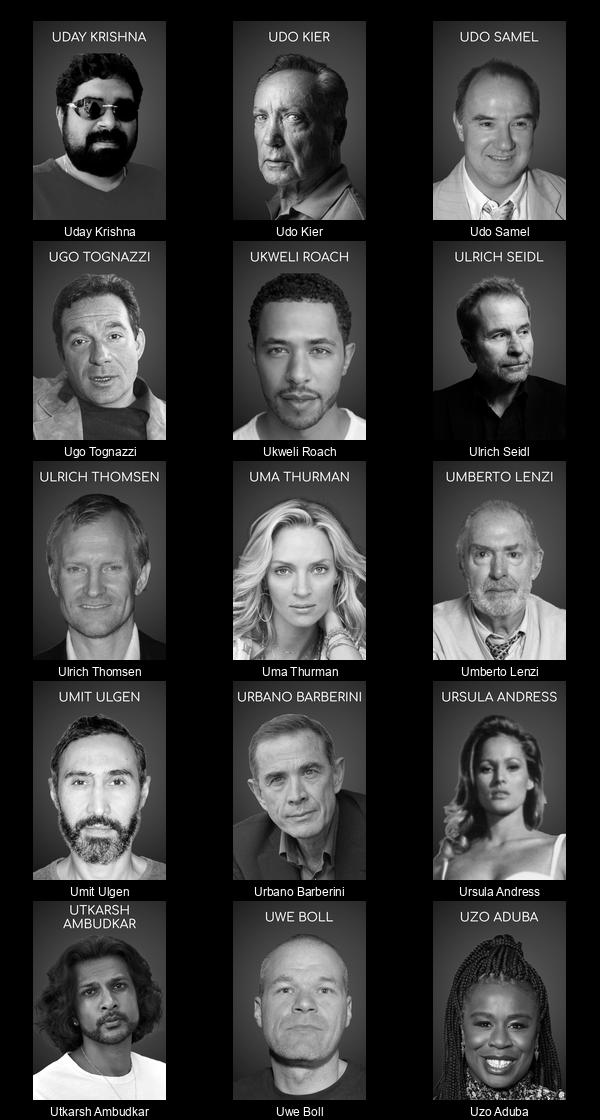 UDAY KRISHNA
UDO KIER
UDO SAMEL
Uday Krishna
Udo Kier
Udo Samel
UGO TOGNAZZI
UKWELI ROACH
ULRICH SEIDL
Ugo Tognazzi
Ukweli Roach
Ulrich Seidl
ULRICH THOMSEN
UMA THURMAN
UMBERTO LENZI
Ulrich Thomsen
Uma Thurman
Umberto Lenzi
UMIT ULGEN
URBANO BARBERINI
URSULA ANDRESS
Umit Ulgen
Urbano Barberini
Ursula Andress
UTKARSH
AMBUDKAR
UWE BOLL
UZO ADUBA
Utkarsh Ambudkar
Uwe Boll
Uzo Aduba